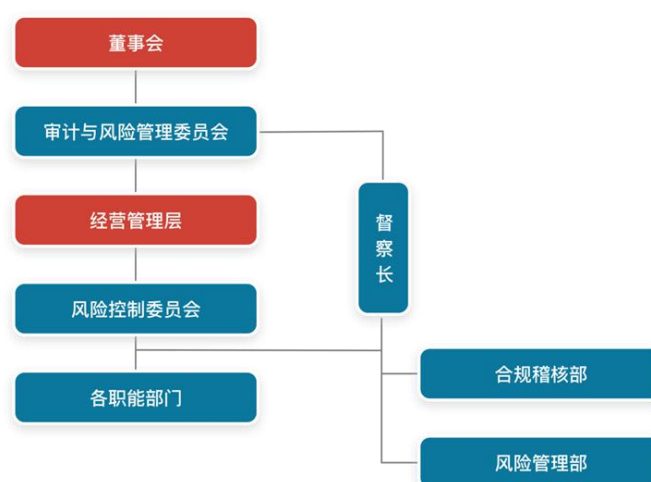 董事会
审计与风险管理委员会
经营管理层
督察长
风险控制委员会
合规稽核部
各职能部门
风险管理部